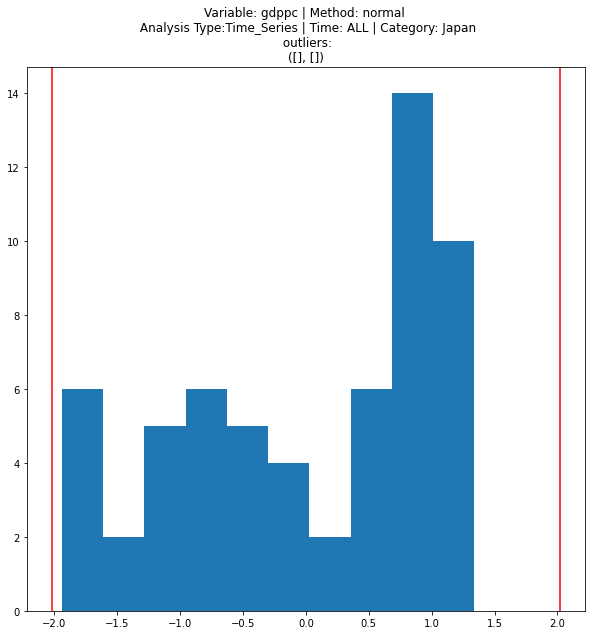 Variable: gdppc | Method: normal
Analysis Type:Time_Series | Time: ALL | Category: Japan
outliers:
([], [])
14
12
10
8
6
4
2
0
−2.0 −1.5 −1.0 −0.5 0.0 0.5 1.0 1.5 2.0